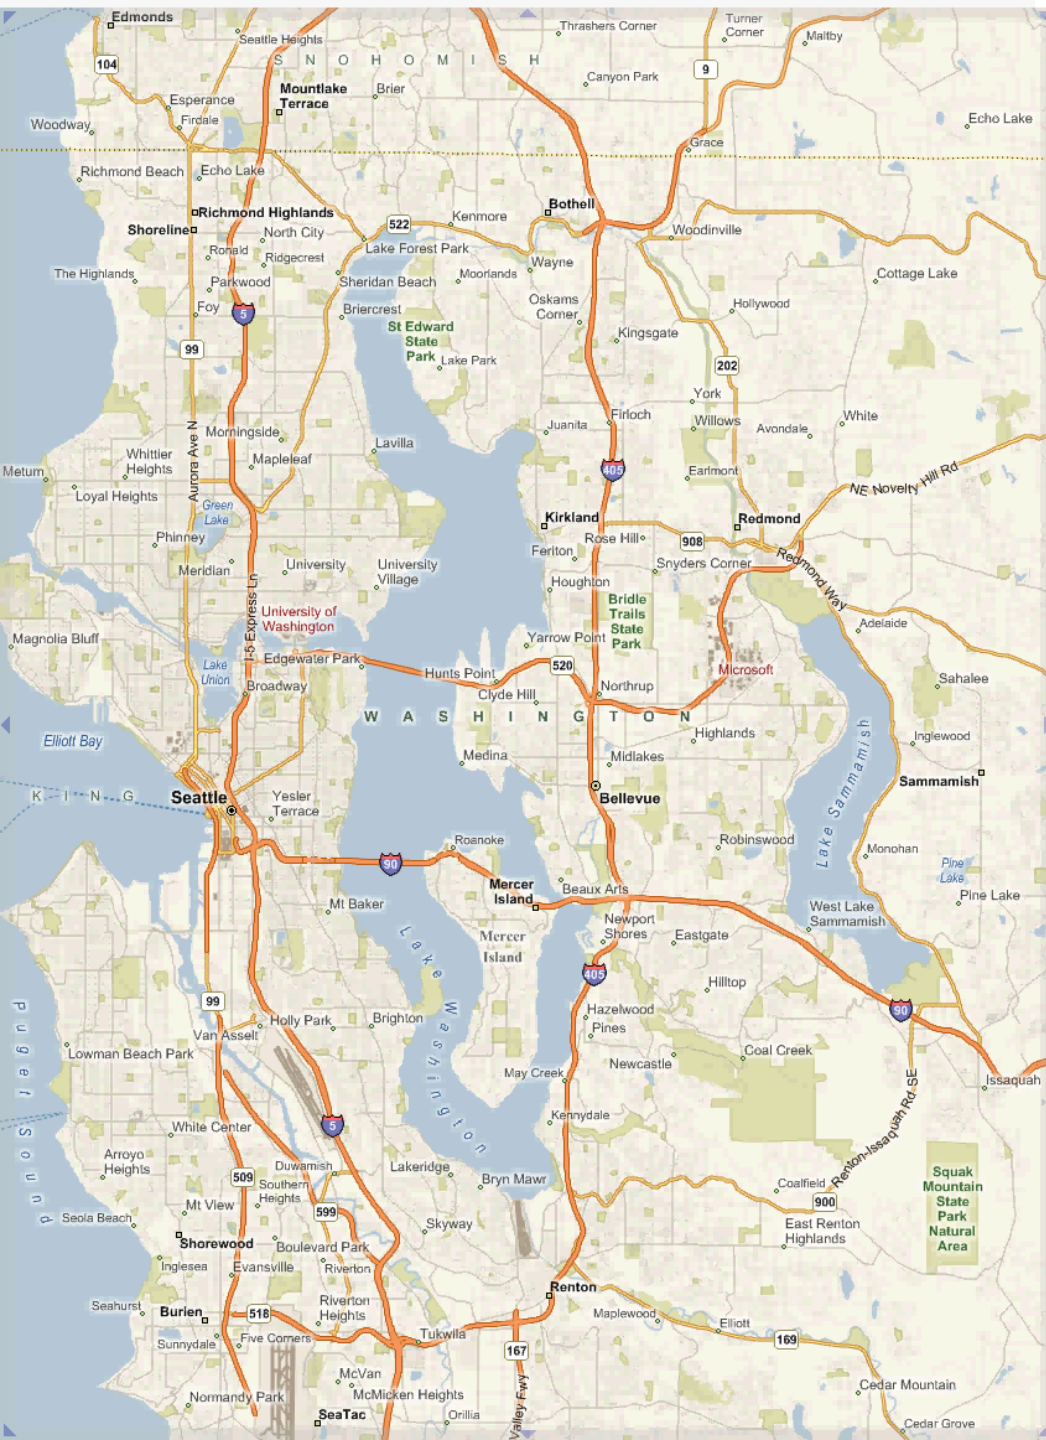 Edmonds
Seattle Heights
Thrashers Corner
Turner
Corner
Maltby
SNOHOMISH
104
9
Mountlake
Terrace
Brier
Canyon Park
Esperance
Firdale
Woodway
Echo Lake
Grace
Richmond Beach
Echo Lake
Richmond Highlands
Shoreline
North City
522
Kenmore
Bothell
Woodinville
Ronald
Ridgecrest
Lake Forest Park
Wayne
The Highlands
Parkwood
Sheridan Beach
Moorlands
Cottage Lake
Foy
5
Briercrest
Oskams
Corner
Hollywood
St Edward
State
Park
Lake Park
Kingsgate
99
202
York
Aurora Ave N
Morningside
Lavilla
Juanita
Firloch
Willows
Avondale
White
Whittier
Heights
Mapleleaf
Metum
Loyal Heights
405
Earlmont
NE Novelty Hill Rd
Green
Lake
Kirkland
Redmond
Phinney
Rose Hill
908
Meridian
University
University
Village
Feriton
Snyders Corner
Redmond Way
I-5 Express Ln
Houghton
Bridle
Trails
State
Park
University of
Washington
Magnolia Bluff
Yarrow Point
Adelaide
Lake
Union
Edgewater Park
Hunts Point
520
Microsoft
Broadway
Clyde Hill
Northrup
Sahalee
WASHINGTON
Elliott Bay
Highlands
Inglewood
Medina
Midlakes
Lake Sammamish
Sammamish
KING
Seattle
Yesler
Terrace
Bellevue
Roanoke
Robinswood
Monohan
90
Pine
Lake
Mercer
Island
Beaux Arts
Pine Lake
Mt Baker
Newport
Shores
West Lake
Sammamish
Lake Washington
Mercer
Island
Eastgate
405
Hilltop
99
90
Puget Sound
Van Asselt
Holly Park
Brighton
Hazelwood
Pines
Lowman Beach Park
Newcastle
Coal Creek
May Creek
Issaquah
5
Kennydale
White Center
Renton-Issaquah Rd SE
Arroyo
Heights
Duwamish
Lakeridge
Bryn Mawr
509
Southern
Heights
Coalfield
900
Squak
Mountain
State
Park
Natural
Area
Mt View
599
Seola Beach
Skyway
East Renton
Highlands
Shorewood
Boulevard Park
Inglesea
Evansville
Riverton
Renton
Seahurst
Burien
518
Riverton
Heights
Maplewood
Elliott
169
Sunnydale
Five Corners
Tukwila
167
McVan
Normandy Park
McMicken Heights
Valley Fwy
Cedar Mountain
SeaTac
Orillia
Cedar Grove